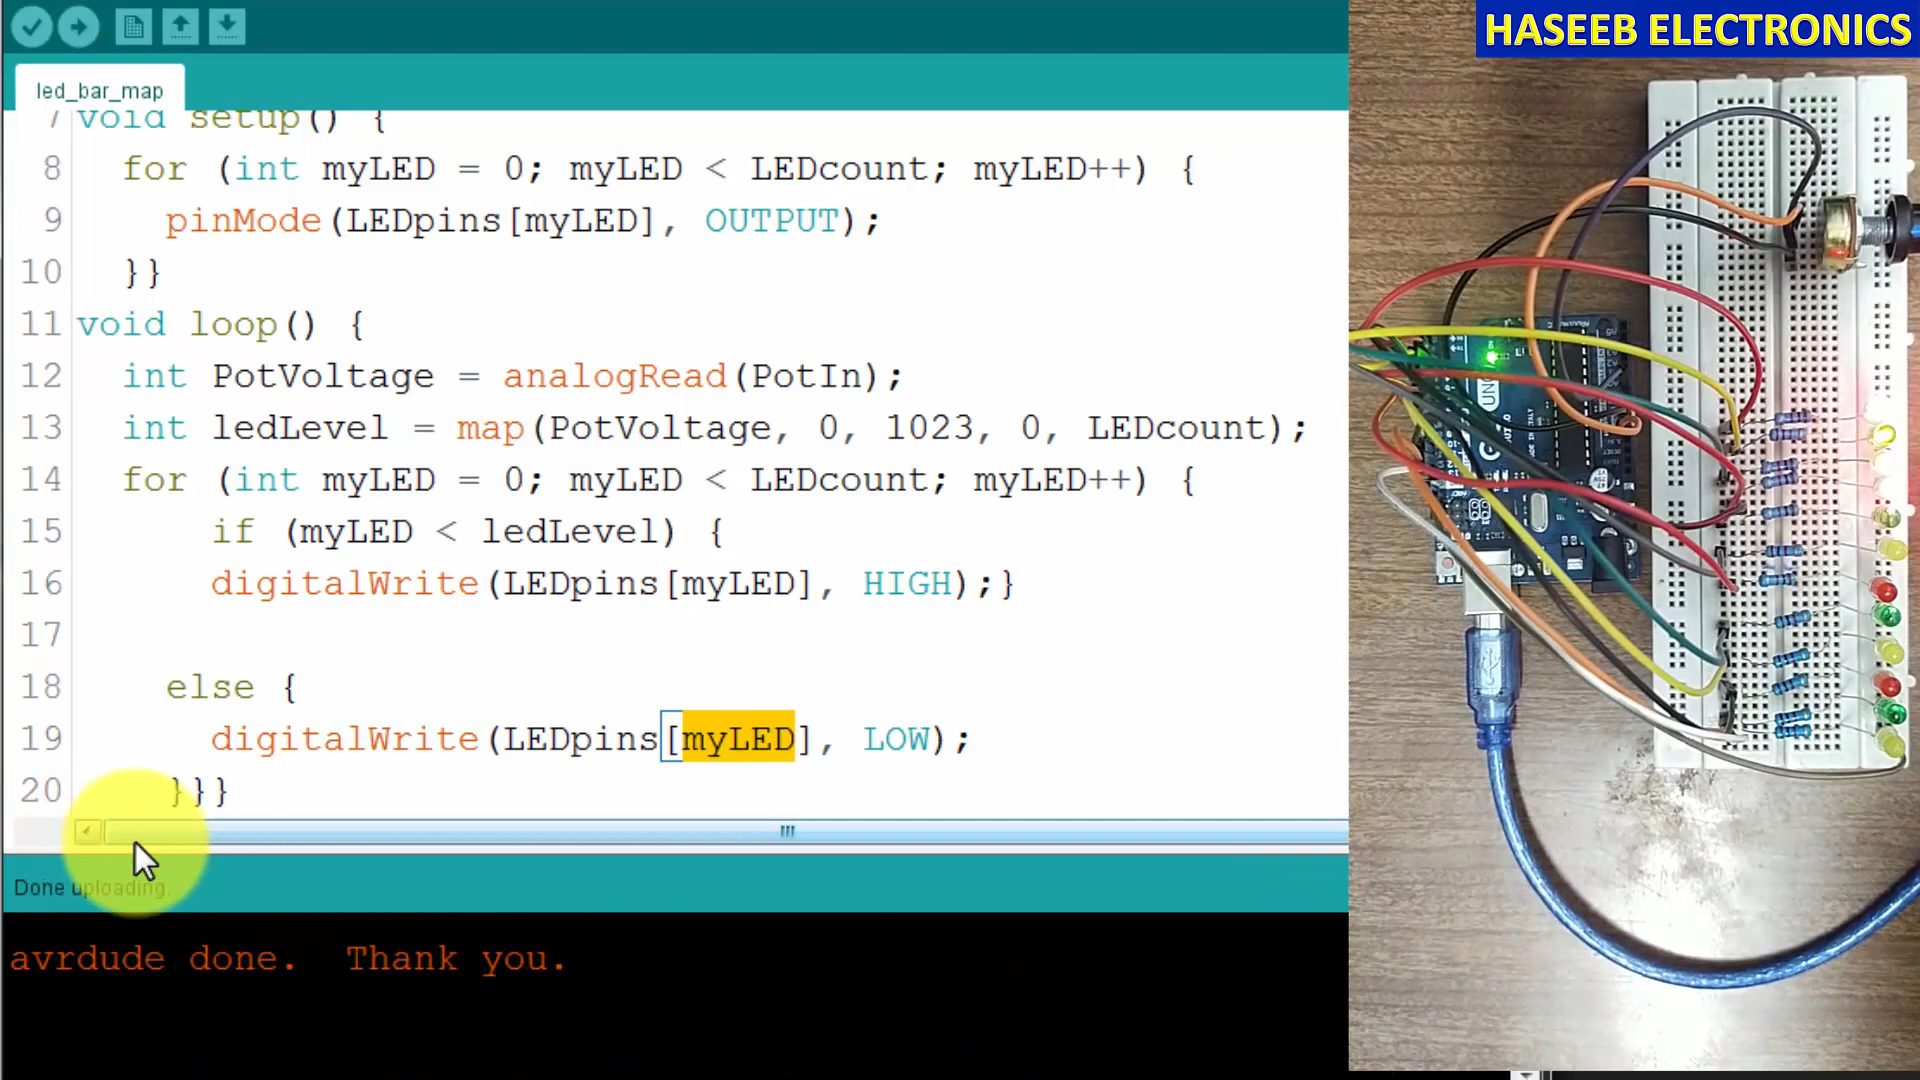 HASEEB ELECTRONICS
led_bar_map
7 void setup() {
8 for (int myLED = 0; myLED < LEDcount; myLED++) {
9 pinMode(LEDpins[myLED], OUTPUT);
10 }}
11 void loop() {
12 int PotVoltage = analogRead(PotIn);
13 int ledLevel = map(PotVoltage, 0, 1023, 0, LEDcount);
14 for (int myLED = 0; myLED < LEDcount; myLED++) {
15 if (myLED < ledLevel) {
16 digitalWrite(LEDpins[myLED], HIGH);}
17
18 else {
19 digitalWrite(LEDpins[myLED], LOW);
20 }}}
Done uploading.
avrdude done. Thank you.